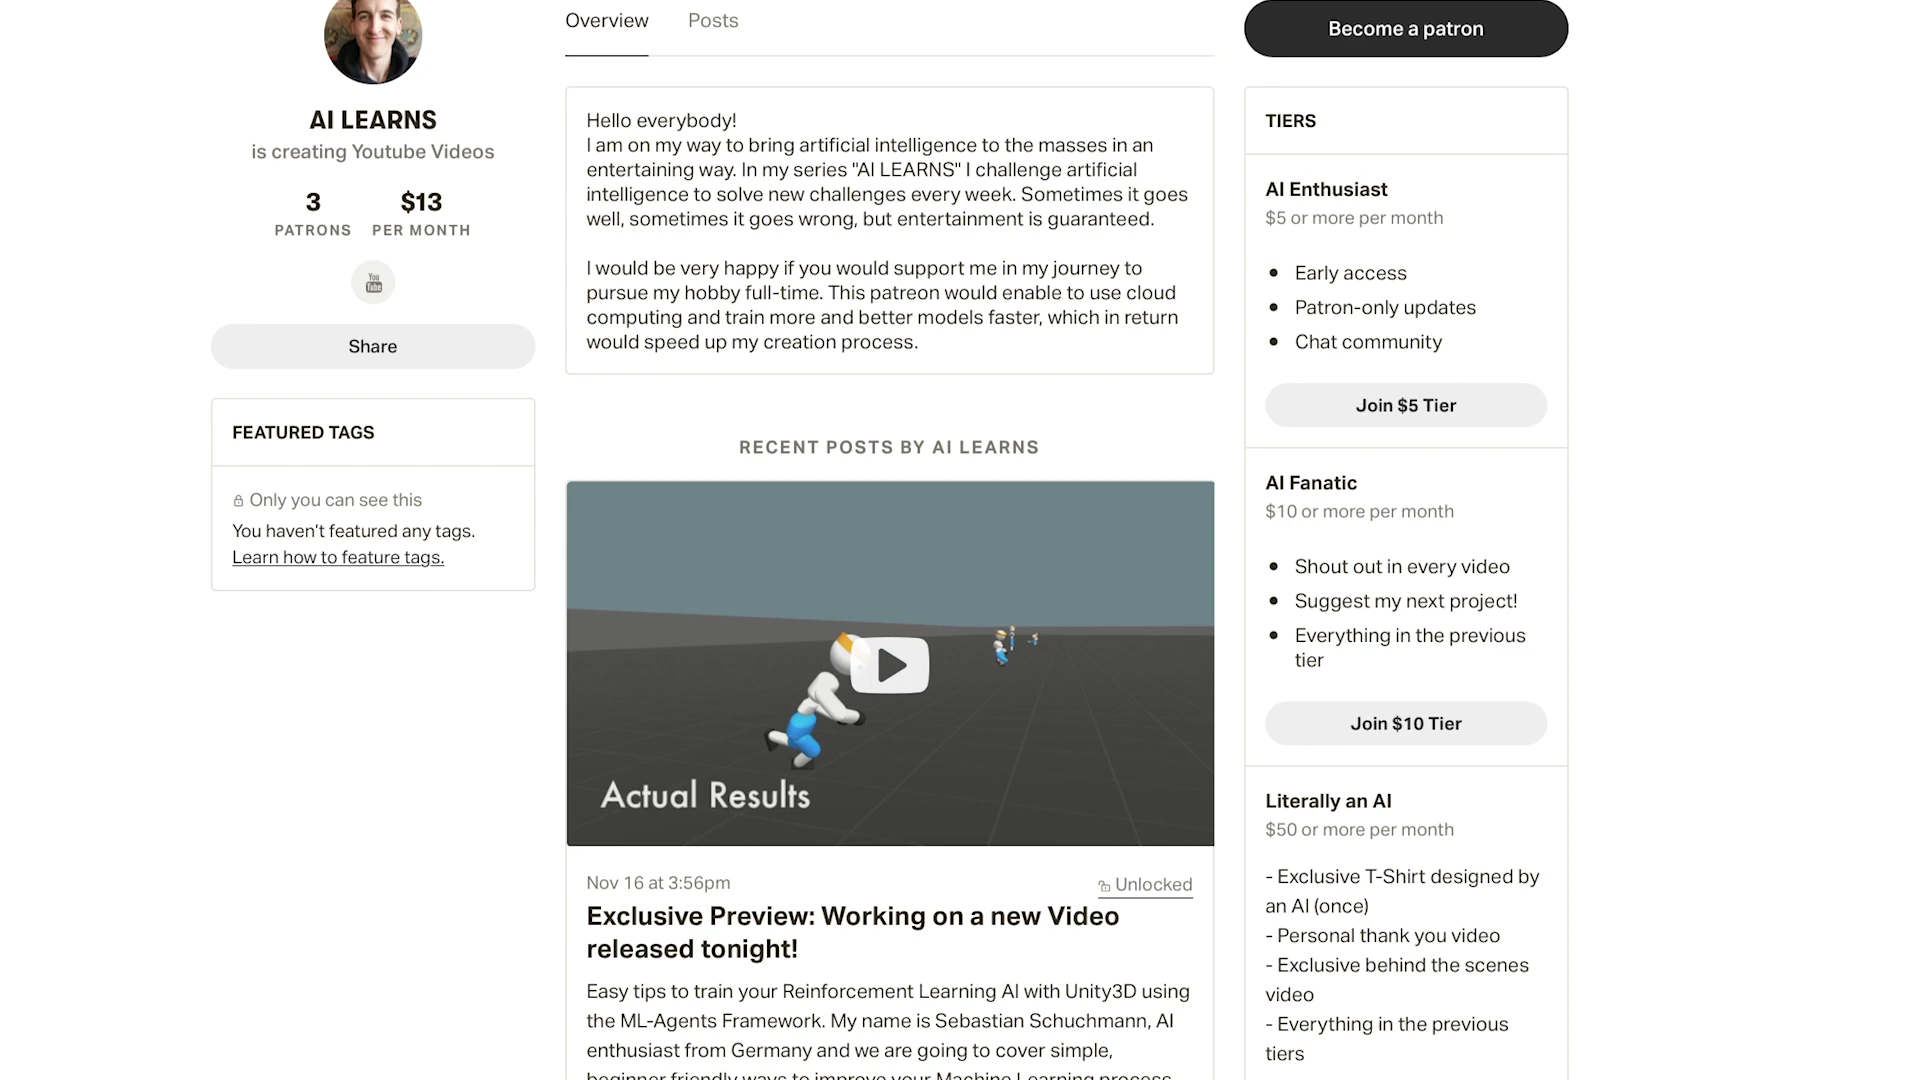 AI LEARNS
is creating Youtube Videos
3
PATRONS
$13
PER MONTH
You
Tube
Share
FEATURED TAGS
Only you can see this
You haven't featured any tags.
Learn how to feature tags.
Overview
Posts
Hello everybody!
I am on my way to bring artificial intelligence to the masses in an
entertaining way. In my series "AI LEARNS" I challenge artificial
intelligence to solve new challenges every week. Sometimes it goes
well, sometimes it goes wrong, but entertainment is guaranteed.
I would be very happy if you would support me in my journey to
pursue my hobby full-time. This patreon would enable to use cloud
computing and train more and better models faster, which in return
would speed up my creation process.
RECENT POSTS BY AI LEARNS
Actual Results
Nov 16 at 3:56pm
Unlocked
Exclusive Preview: Working on a new Video
released tonight!
Easy tips to train your Reinforcement Learning AI with Unity3D using
the ML-Agents Framework. My name is Sebastian Schuchmann, AI
enthusiast from Germany and we are going to cover simple,
beginner friendly ways to improve your Machine Learning process
Become a patron
TIERS
AI Enthusiast
$5 or more per month
• Early access
• Patron-only updates
• Chat community
Join $5 Tier
AI Fanatic
$10 or more per month
• Shout out in every video
• Suggest my next project!
• Everything in the previous
tier
Join $10 Tier
Literally an AI
$50 or more per month
- Exclusive T-Shirt designed by
an AI (once)
- Personal thank you video
- Exclusive behind the scenes
video
- Everything in the previous
tiers